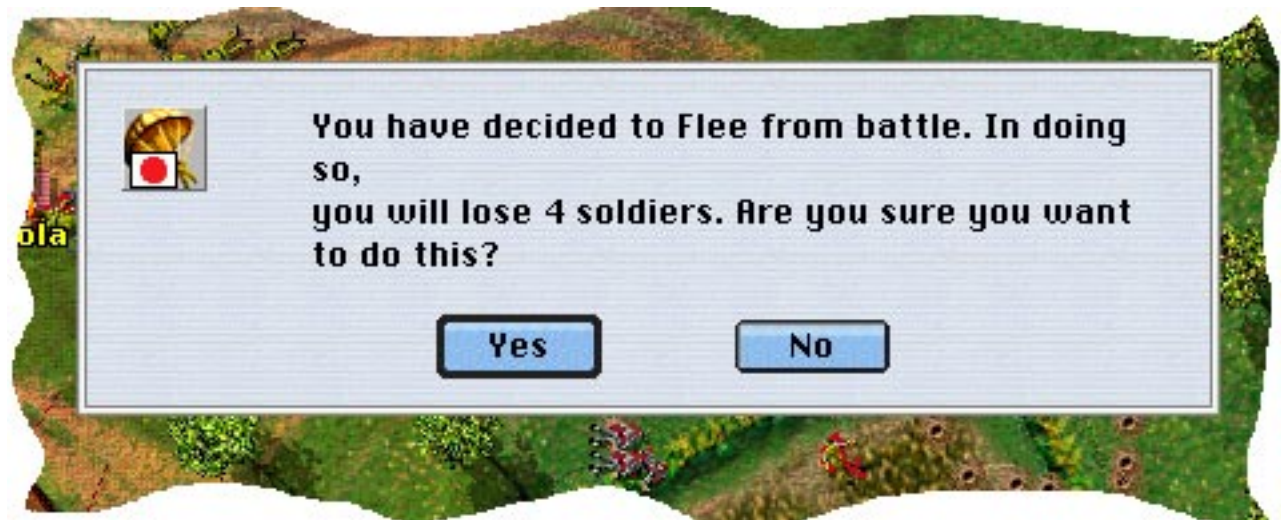 You have decided to Flee from battle. In doing
so,
you will lose 4 soldiers. Are you sure you want
to do this?
ola
Yes
No